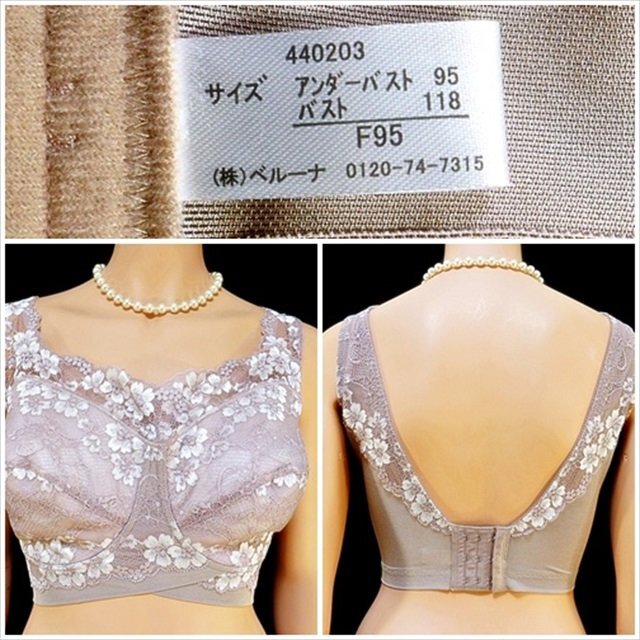 440203
サイズ アンダーバスト 95
バスト 118
F95
(株)ベルーナ 0120-74-7315